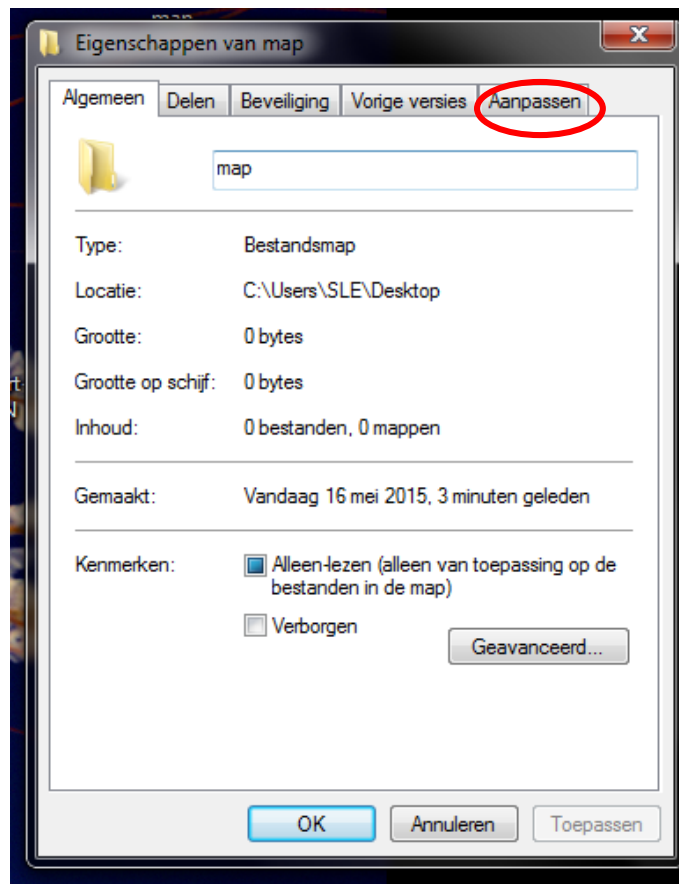 map
Eigenschappen van map
Algemeen Delen Beveiliging Vorige versies Aanpassen
map
Type: Bestandsmap
Locatie: C:\Users\SLE\Desktop
Grootte: 0 bytes
Grootte op schijf: 0 bytes
Inhoud: 0 bestanden, 0 mappen
Gemaakt: Vandaag 16 mei 2015, 3 minuten geleden
Kenmerken: Alleen-lezen (alleen van toepassing op de
bestanden in de map)
Verborgen
Geavanceerd...
OK Annuleren Toepassen